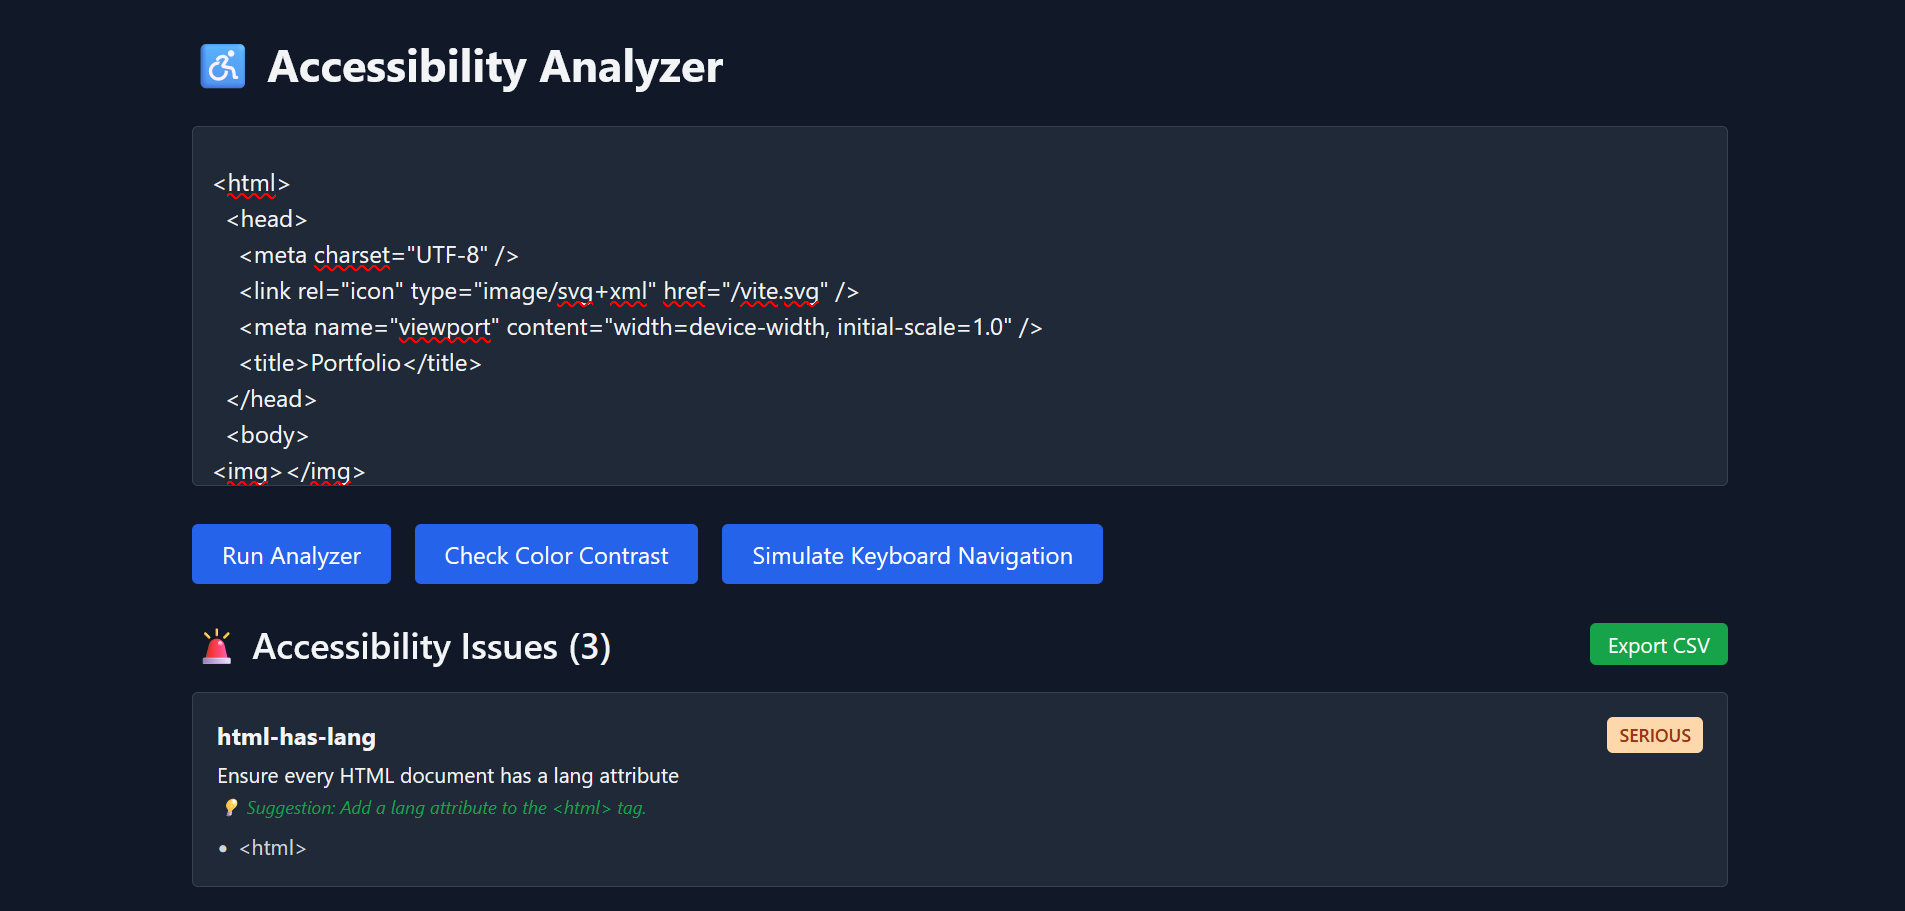 Accessibility Analyzer
<html>
<head>
<meta charset="UTF-8" />
<link rel="icon" type="image/svg+xml" href="/vite.svg" />
<meta name="viewport" content="width=device-width, initial-scale=1.0" />
<title>Portfolio</title>
</head>
<body>
<img></img>
Run Analyzer
Check Color Contrast
Simulate Keyboard Navigation
Accessibility Issues (3)
Export CSV
html-has-lang
SERIOUS
Ensure every HTML document has a lang attribute
Suggestion: Add a lang attribute to the <html> tag.
<html>